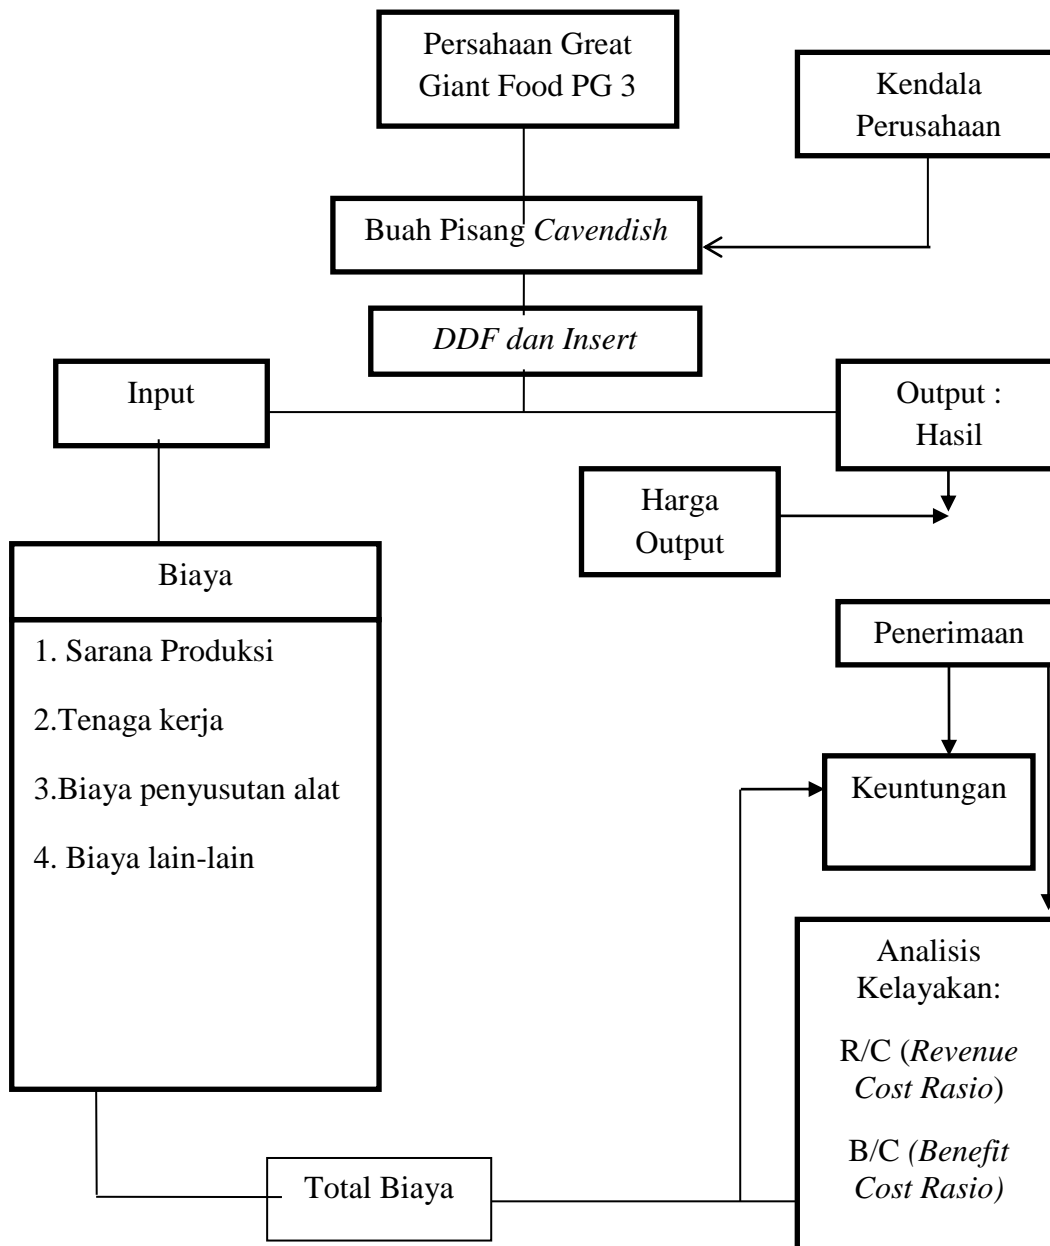 Persahaan Great
Giant Food PG 3
Kendala
Perusahaan
Buah Pisang Cavendish
DDF dan Insert
Input
Output :
Hasil
Harga
Output
Biaya
1. Sarana Produksi
2.Tenaga kerja
3.Biaya penyusutan alat
4. Biaya lain-lain
Penerimaan
Keuntungan
Analisis
Kelayakan:
R/C (Revenue
Cost Rasio)
B/C (Benefit
Cost Rasio)
Total Biaya